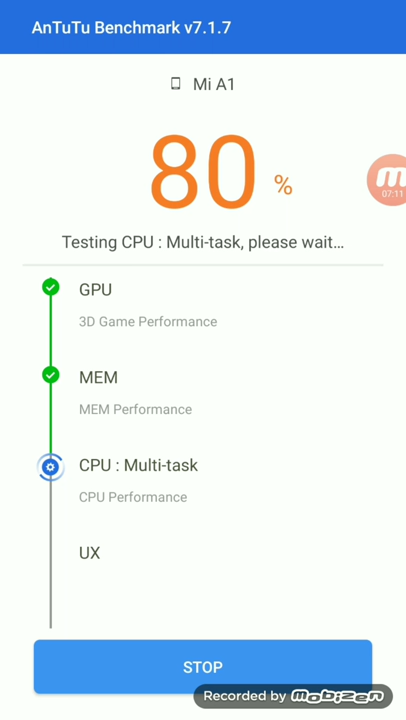 AnTuTu Benchmark v7.1.7
Mi A1
80 %
07:11
Testing CPU : Multi-task, please wait...
GPU
3D Game Performance
MEM
MEM Performance
CPU : Multi-task
CPU Performance
UX
STOP
Recorded by mobizen